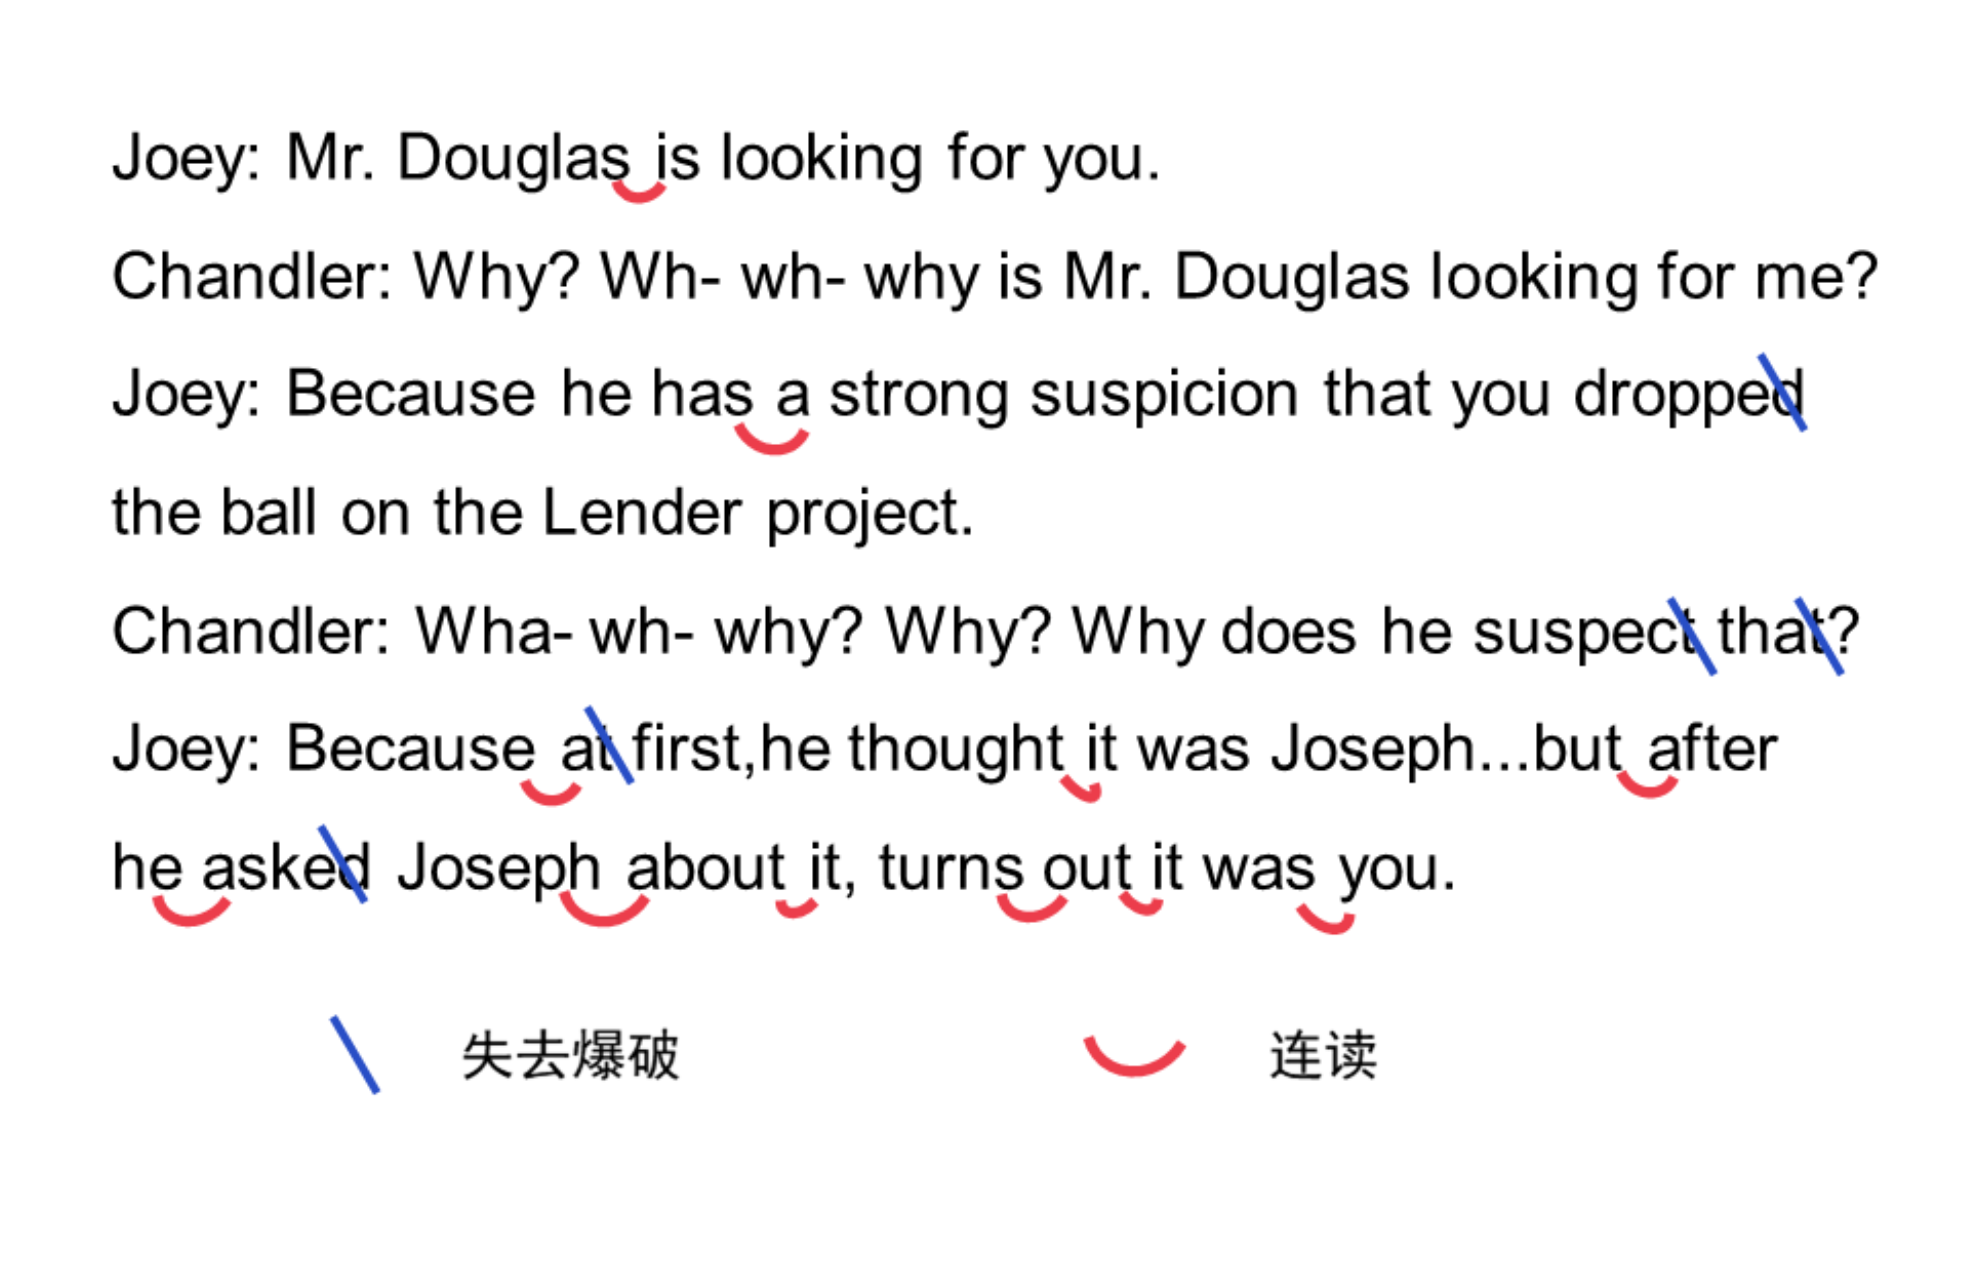 Joey: Mr. Douglas is looking for you.
Chandler: Why? Wh- wh- why is Mr. Douglas looking for me?
Joey: Because he has a strong suspicion that you dropped
the ball on the Lender project.
Chandler: Wha- wh- why? Why? Why does he suspect that?
Joey: Because at first,he thought it was Joseph...but after
he asked Joseph about it, turns out it was you.
失去爆破 连读